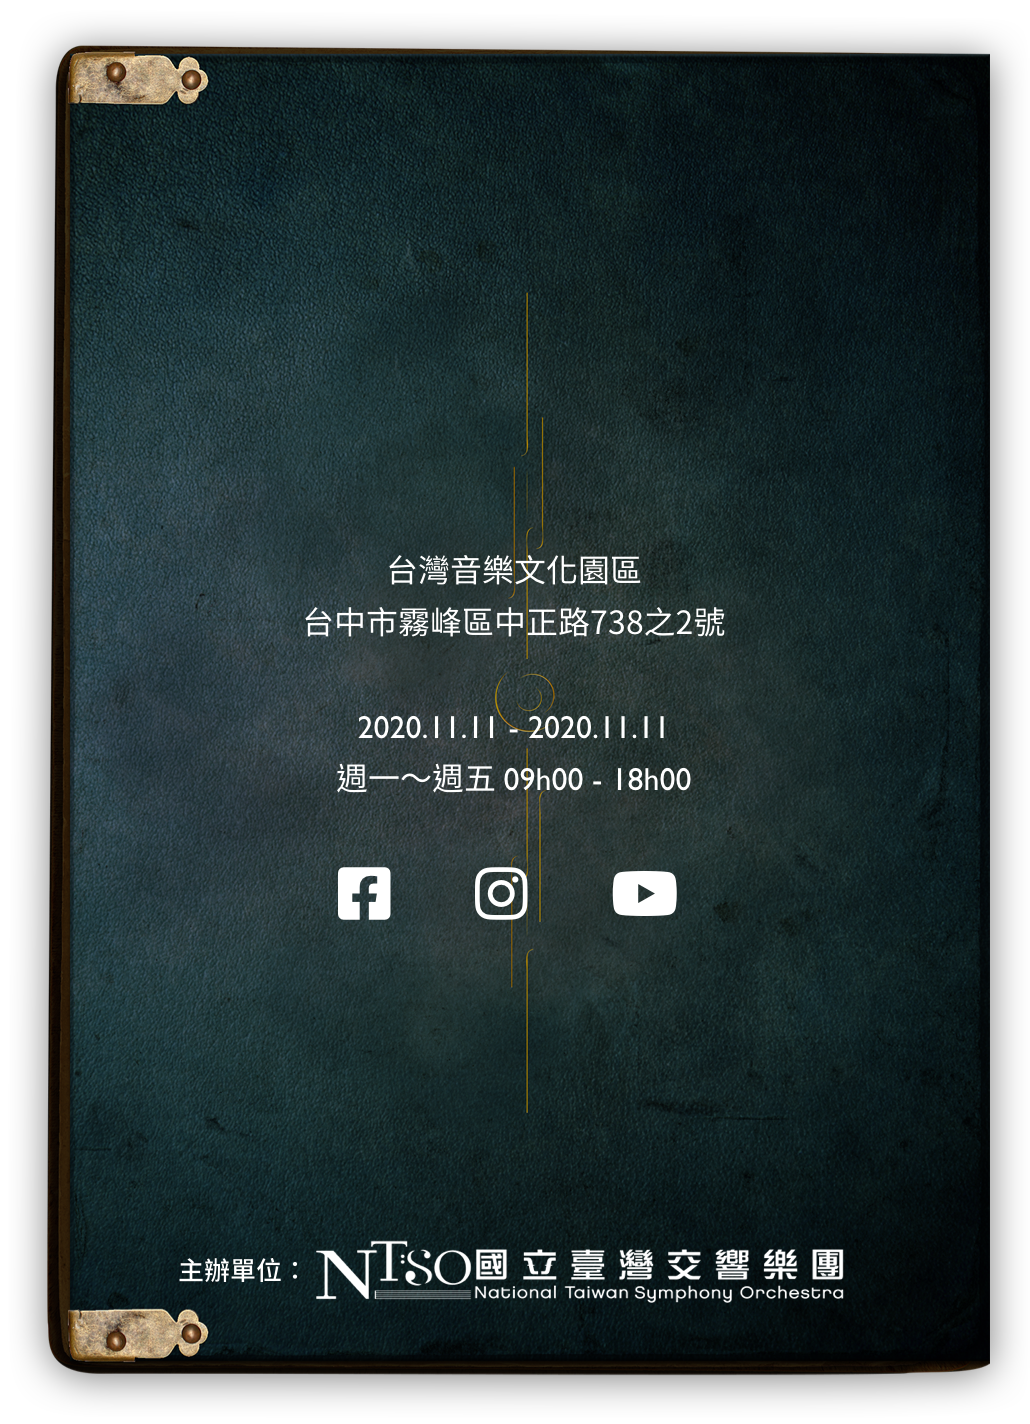 台灣音樂文化園區
台中市霧峰區中正路738之2號
2020.11.11 - 2020.11.11
週一～週五 09h00 - 18h00
主辦單位：NTSO 國立臺灣交響樂團
National Taiwan Symphony Orchestra